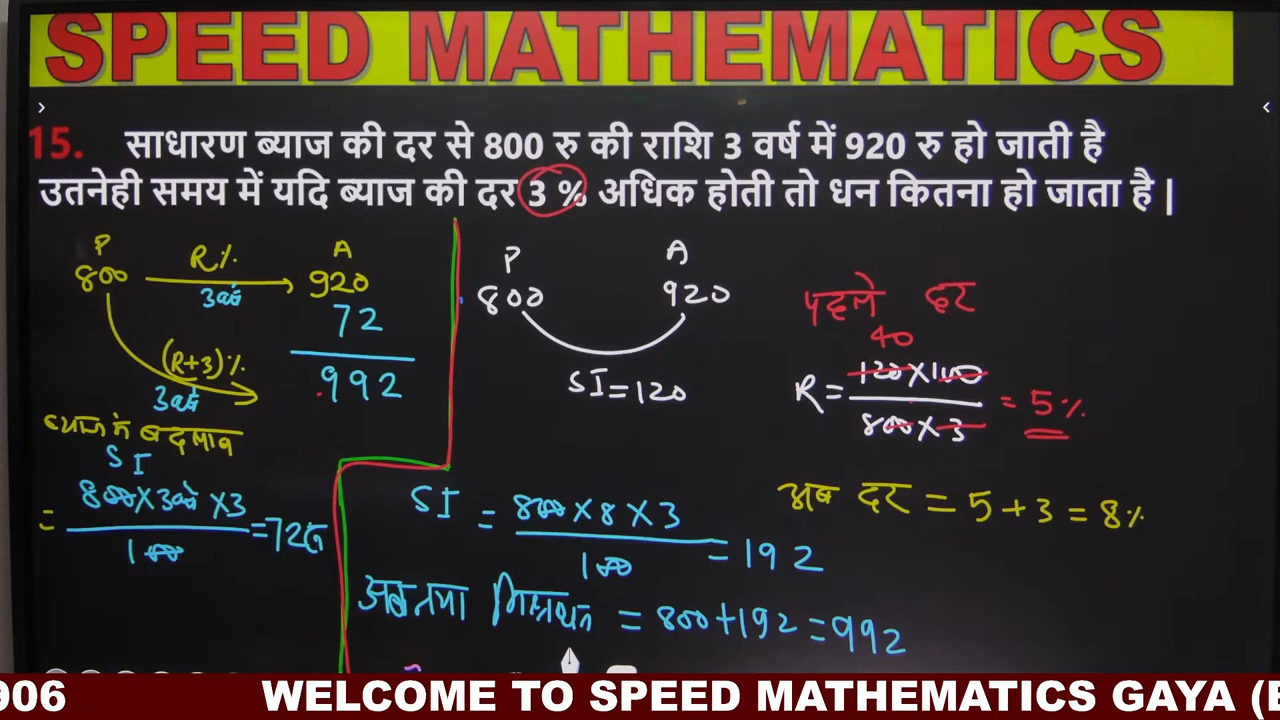 SPEED MATHEMATICS
15. साधारण ब्याज की दर से 800 रु की राशि 3 वर्ष में 920 रु हो जाती है
उतनेही समय में यदि ब्याज की दर 3 % अधिक होती तो धन कितना हो जाता है |
P R% A
800 3वर्ष 920
72
992
(R+3)%
3वर्ष
ब्याज में बदलाव
SI
= 800×3वर्ष×3 / 100 = 72
P A
800 920
SI=120
पहले दर
40
R= 120×100 / 800×3 = 5%
अब दर = 5+3=8%
SI = 800×8×3 / 100 = 192
अब नया मिश्रधन = 800+192=992
906 WELCOME TO SPEED MATHEMATICS GAYA (